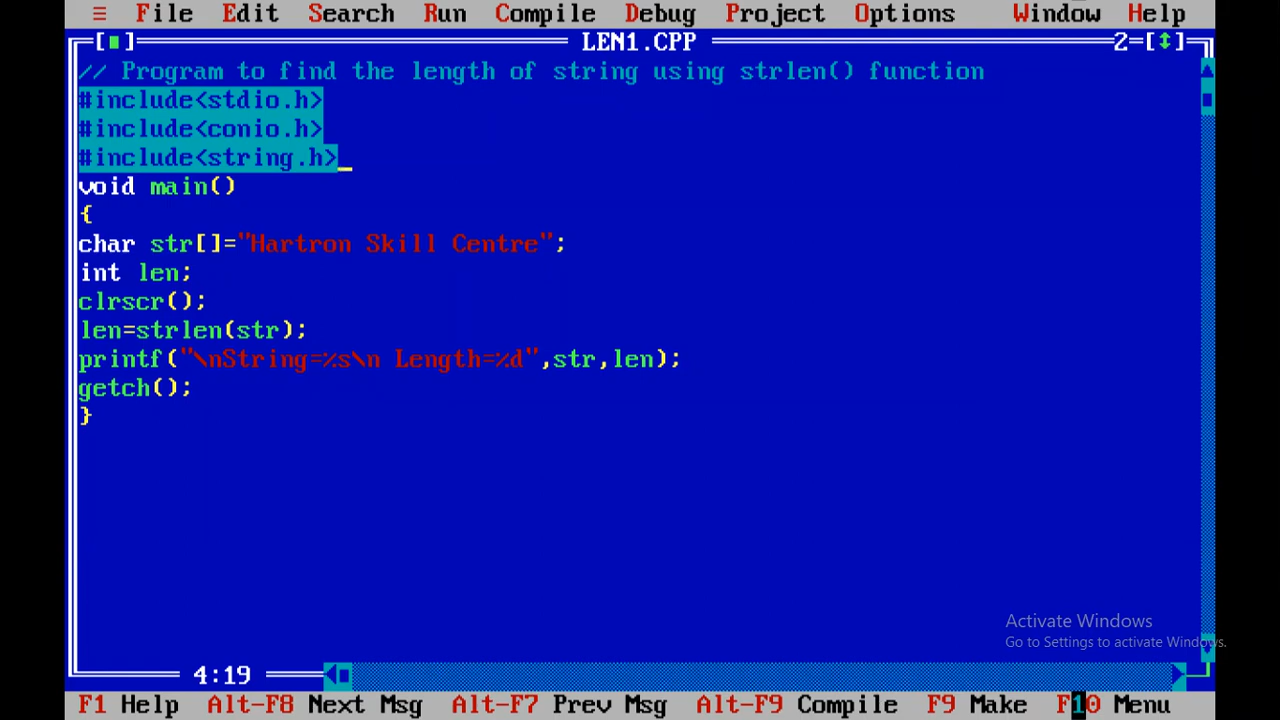 ≡ File Edit Search Run Compile Debug Project Options Window Help
[■] LEN1.CPP 2=[↕]
// Program to find the length of string using strlen() function
#include<stdio.h>
#include<conio.h>
#include<string.h>
void main()
{
char str[]="Hartron Skill Centre";
int len;
clrscr();
len=strlen(str);
printf("\nString=%s\n Length=%d",str,len);
getch();
}
Activate Windows
Go to Settings to activate Windows.
4:19
F1 Help Alt-F8 Next Msg Alt-F7 Prev Msg Alt-F9 Compile F9 Make F10 Menu